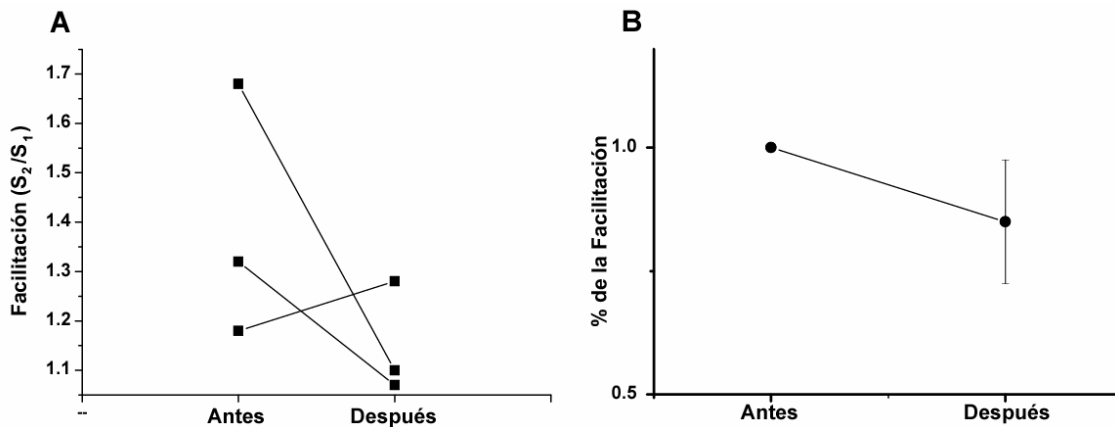 A
Facilitación (S₂/S₁)
1.7
1.6
1.5
1.4
1.3
1.2
1.1
--
Antes
Después
B
% de la Facilitación
1.0
0.5
Antes
Después